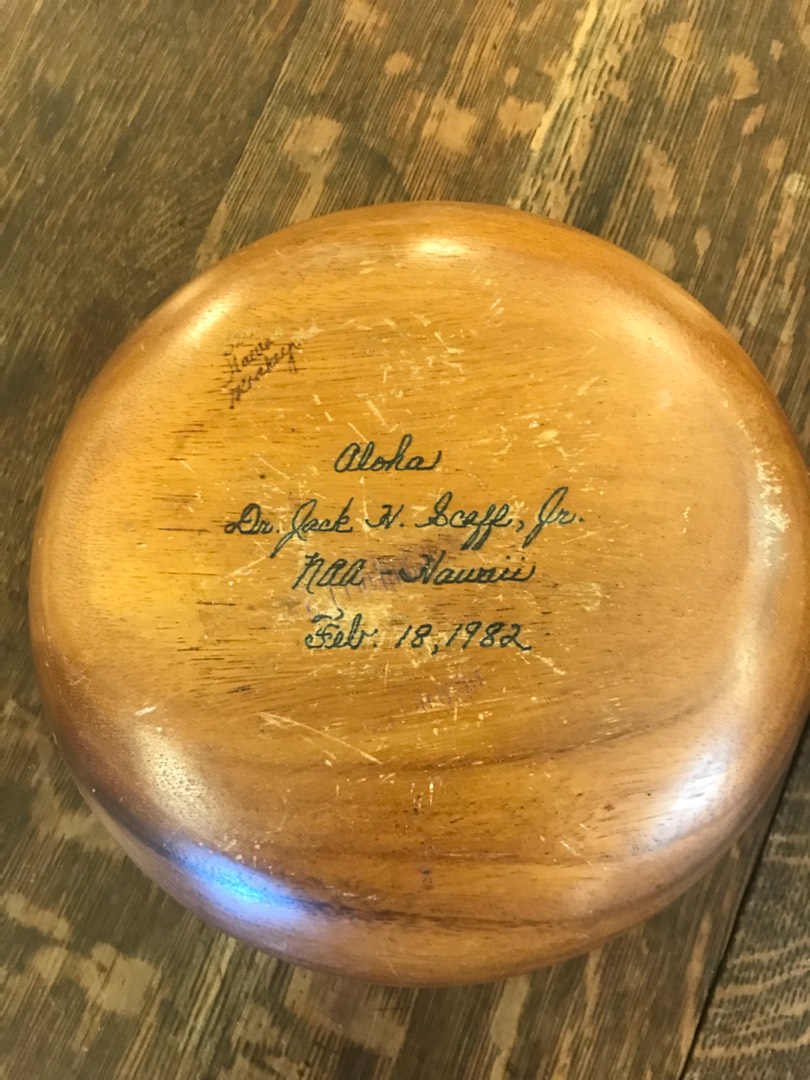 Aloha
Dr. Jack H. Scaff, Jr.
NAA - Hawaii
Feb. 18, 1982